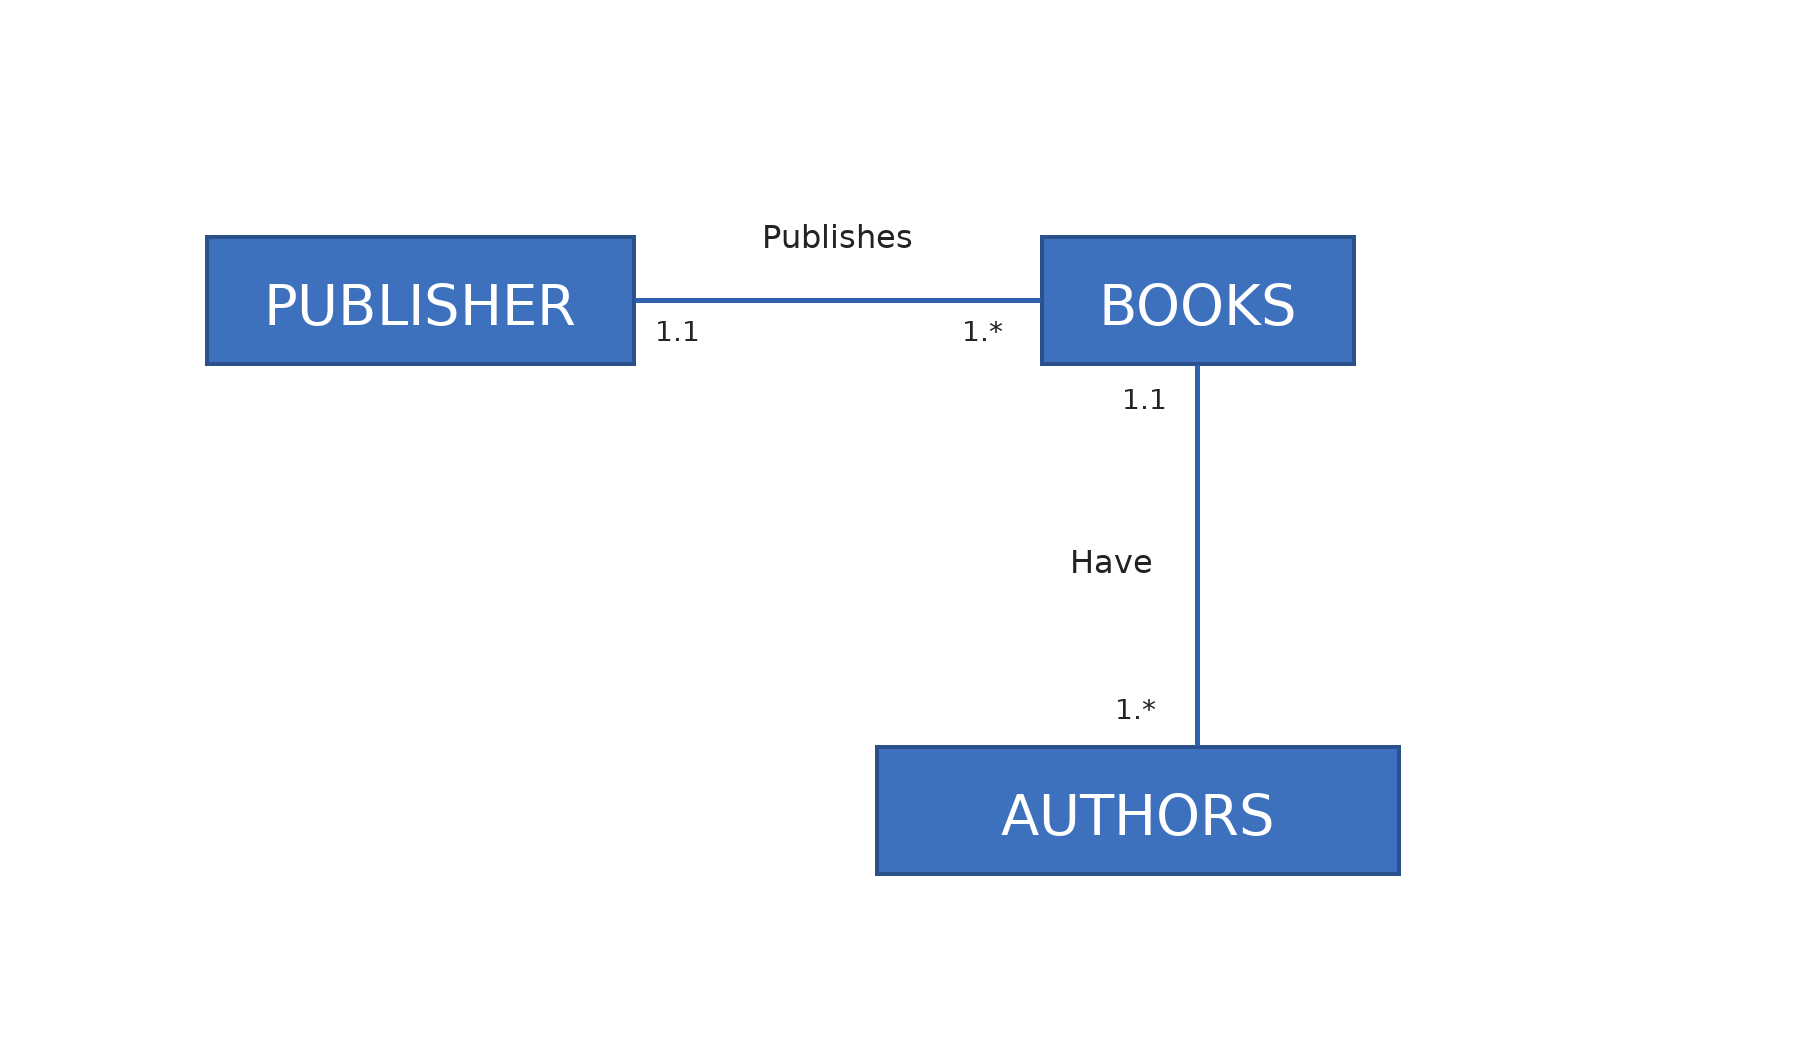 Publishes
PUBLISHER
BOOKS
1.1
1.*
1.1
Have
1.*
AUTHORS